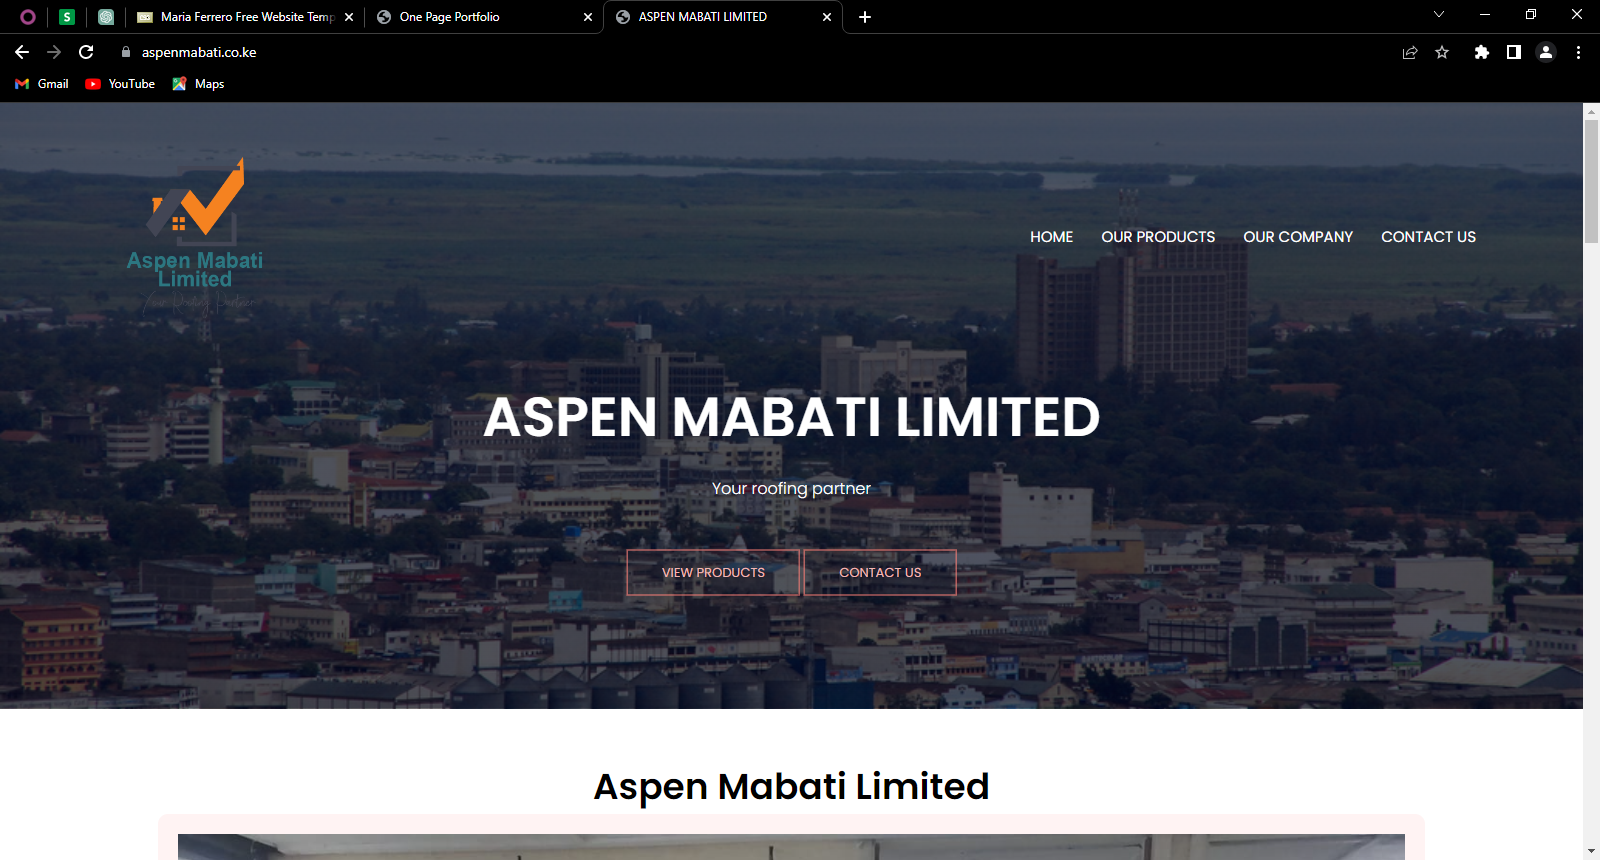 S
Maria Ferrero Free Website Temp
One Page Portfolio
ASPEN MABATI LIMITED
aspenmabati.co.ke
Gmail
YouTube
Maps
Aspen Mabati
Limited
Your Roofing Partner
HOME OUR PRODUCTS OUR COMPANY CONTACT US
ASPEN MABATI LIMITED
Your roofing partner
VIEW PRODUCTS CONTACT US
Aspen Mabati Limited